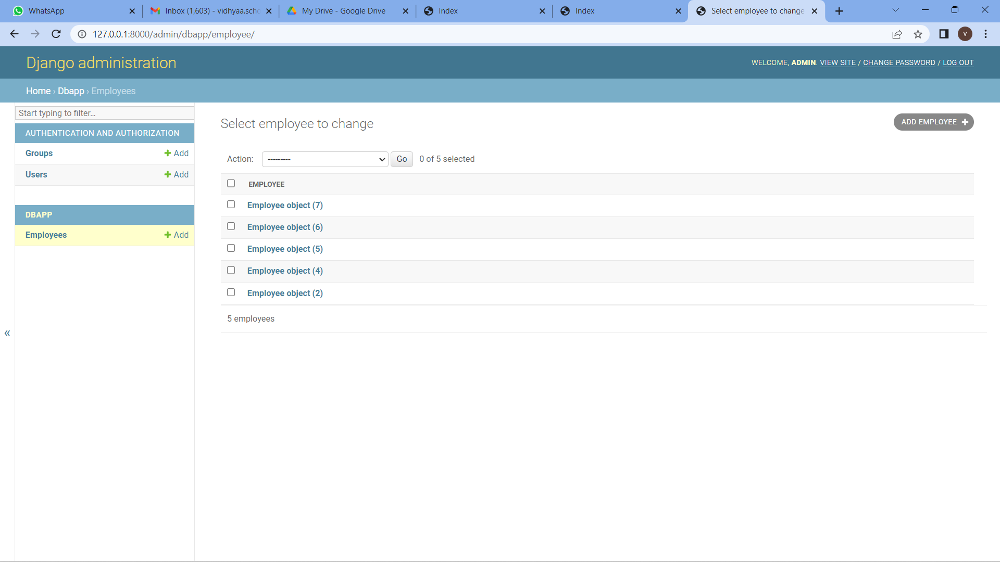 WhatsApp
Inbox (1,603) - vidhyaa.scho
My Drive - Google Drive
Index
Index
Select employee to change
127.0.0.1:8000/admin/dbapp/employee/
V
Django administration
WELCOME, ADMIN. VIEW SITE / CHANGE PASSWORD / LOG OUT
Home › Dbapp › Employees
Start typing to filter...
AUTHENTICATION AND AUTHORIZATION
Groups + Add
Users + Add
DBAPP
Employees + Add
«
Select employee to change
ADD EMPLOYEE +
Action: --------- Go 0 of 5 selected
EMPLOYEE
Employee object (7)
Employee object (6)
Employee object (5)
Employee object (4)
Employee object (2)
5 employees